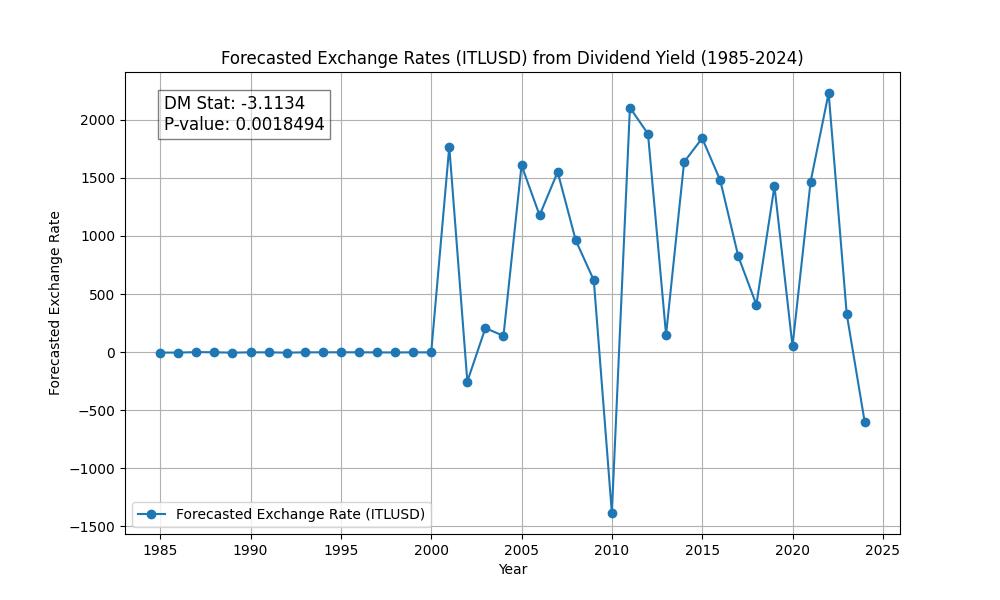 Forecasted Exchange Rates (ITLUSD) from Dividend Yield (1985-2024)
DM Stat: -3.1134
P-value: 0.0018494
Forecasted Exchange Rate
2000
1500
1000
500
0
−500
−1000
−1500
Forecasted Exchange Rate (ITLUSD)
1985 1990 1995 2000 2005 2010 2015 2020 2025
Year